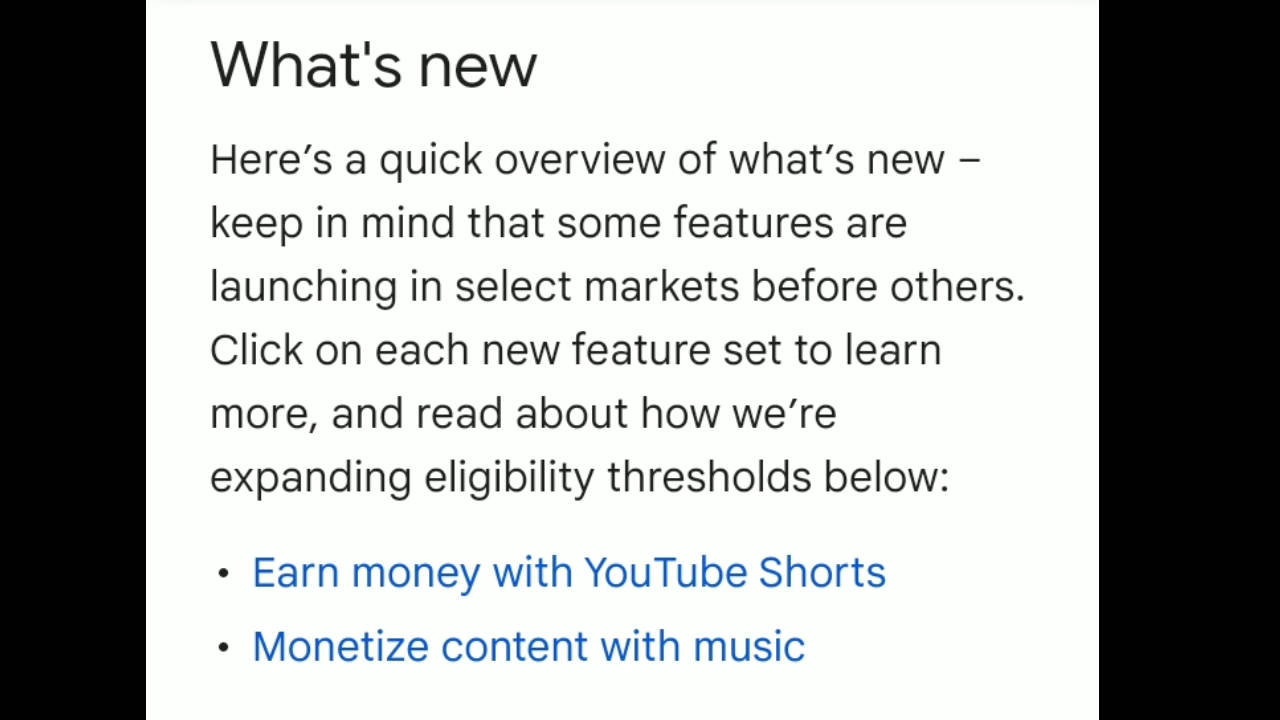 What's new
Here’s a quick overview of what’s new –
keep in mind that some features are
launching in select markets before others.
Click on each new feature set to learn
more, and read about how we’re
expanding eligibility thresholds below:
• Earn money with YouTube Shorts
• Monetize content with music